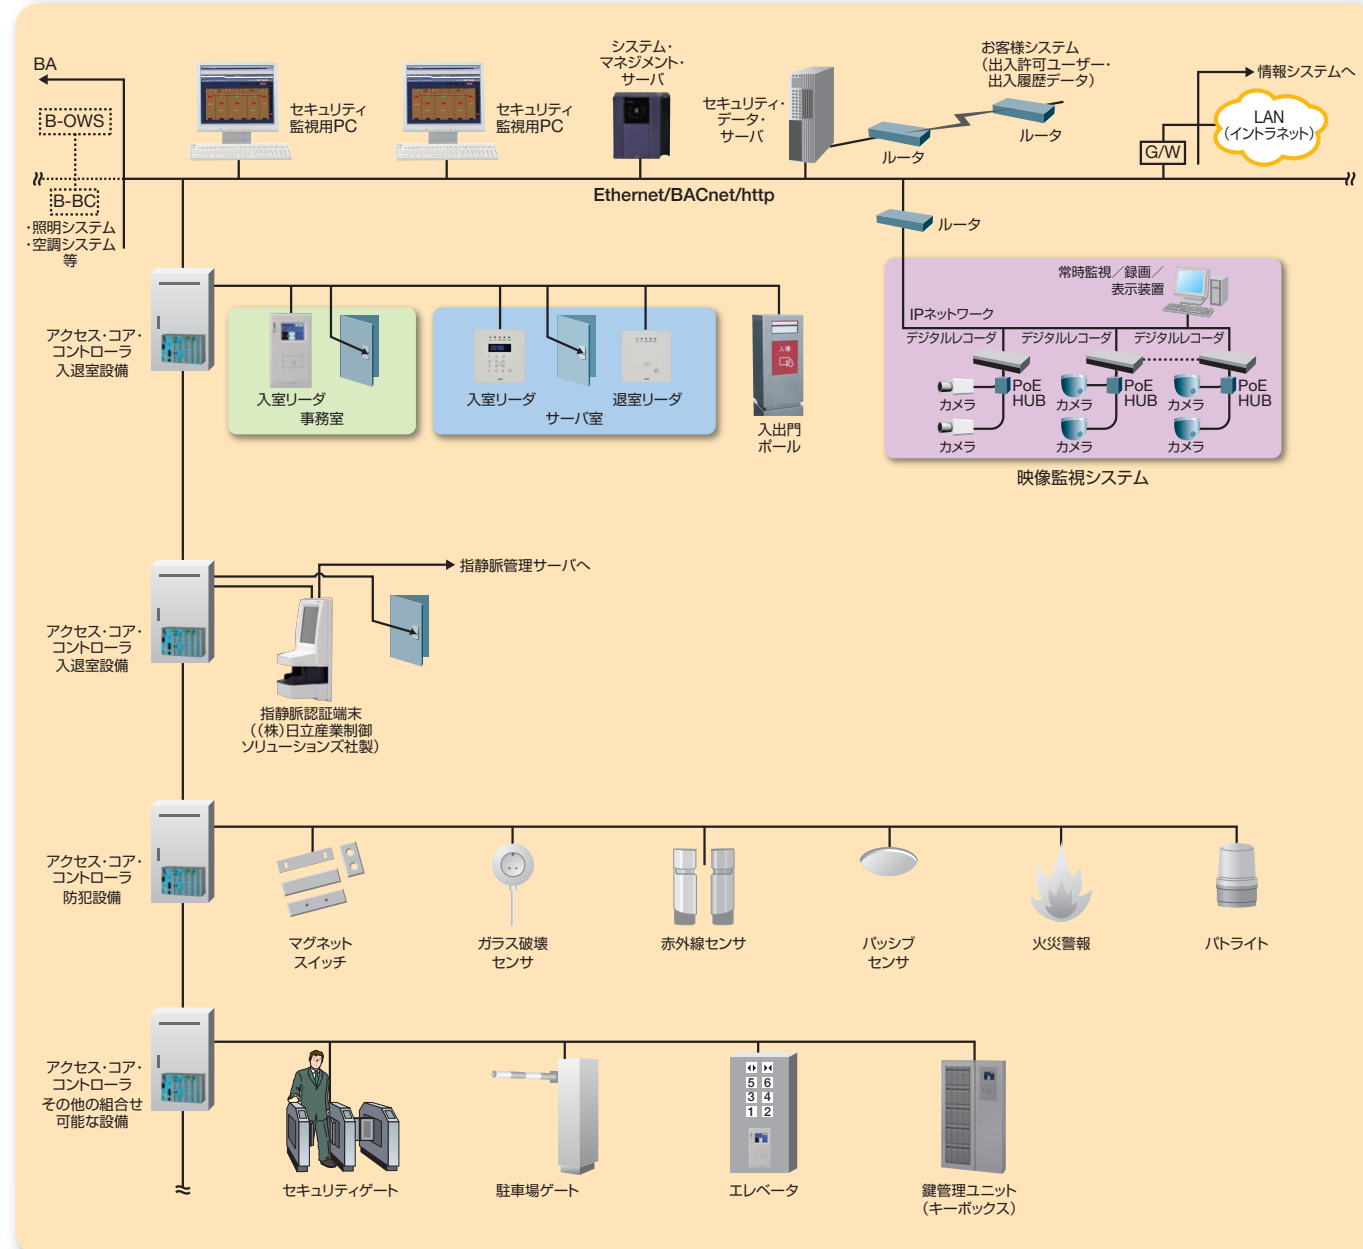 BA
B-OWS
B-BC
・照明システム
・空調システム
等
セキュリティ
監視用PC
セキュリティ
監視用PC
システム・
マネジメント・
サーバ
セキュリティ・
データ・
サーバ
ルータ
お客様システム
(出入許可ユーザー・
出入履歴データ)
ルータ
情報システムへ
LAN
(イントラネット)
G/W
Ethernet/BACnet/http
ルータ
アクセス・コア・
コントローラ
入退室設備
入室リーダ
事務室
入室リーダ
退室リーダ
サーバ室
入場
入出門
ポール
常時監視/録画/
表示装置
IPネットワーク
デジタルレコーダ
デジタルレコーダ
デジタルレコーダ
PoE
HUB
PoE
HUB
PoE
HUB
カメラ
カメラ
カメラ
カメラ
カメラ
カメラ
映像監視システム
アクセス・コア・
コントローラ
入退室設備
指静脈管理サーバへ
指静脈認証端末
((株)日立産業制御
ソリューションズ社製)
アクセス・コア・
コントローラ
防犯設備
マグネット
スイッチ
ガラス破壊
センサ
赤外線センサ
パッシブ
センサ
火災警報
パトライト
アクセス・コア・
コントローラ
その他の組合せ
可能な設備
セキュリティゲート
駐車場ゲート
5 6
3 4
1 2
エレベータ
鍵管理ユニット
(キーボックス)